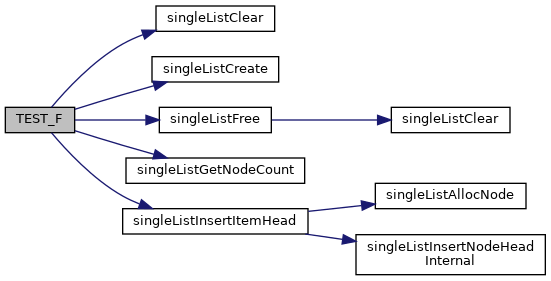 TEST_F
singleListClear
singleListCreate
singleListFree
singleListClear
singleListGetNodeCount
singleListInsertItemHead
singleListAllocNode
singleListInsertNodeHead
Internal